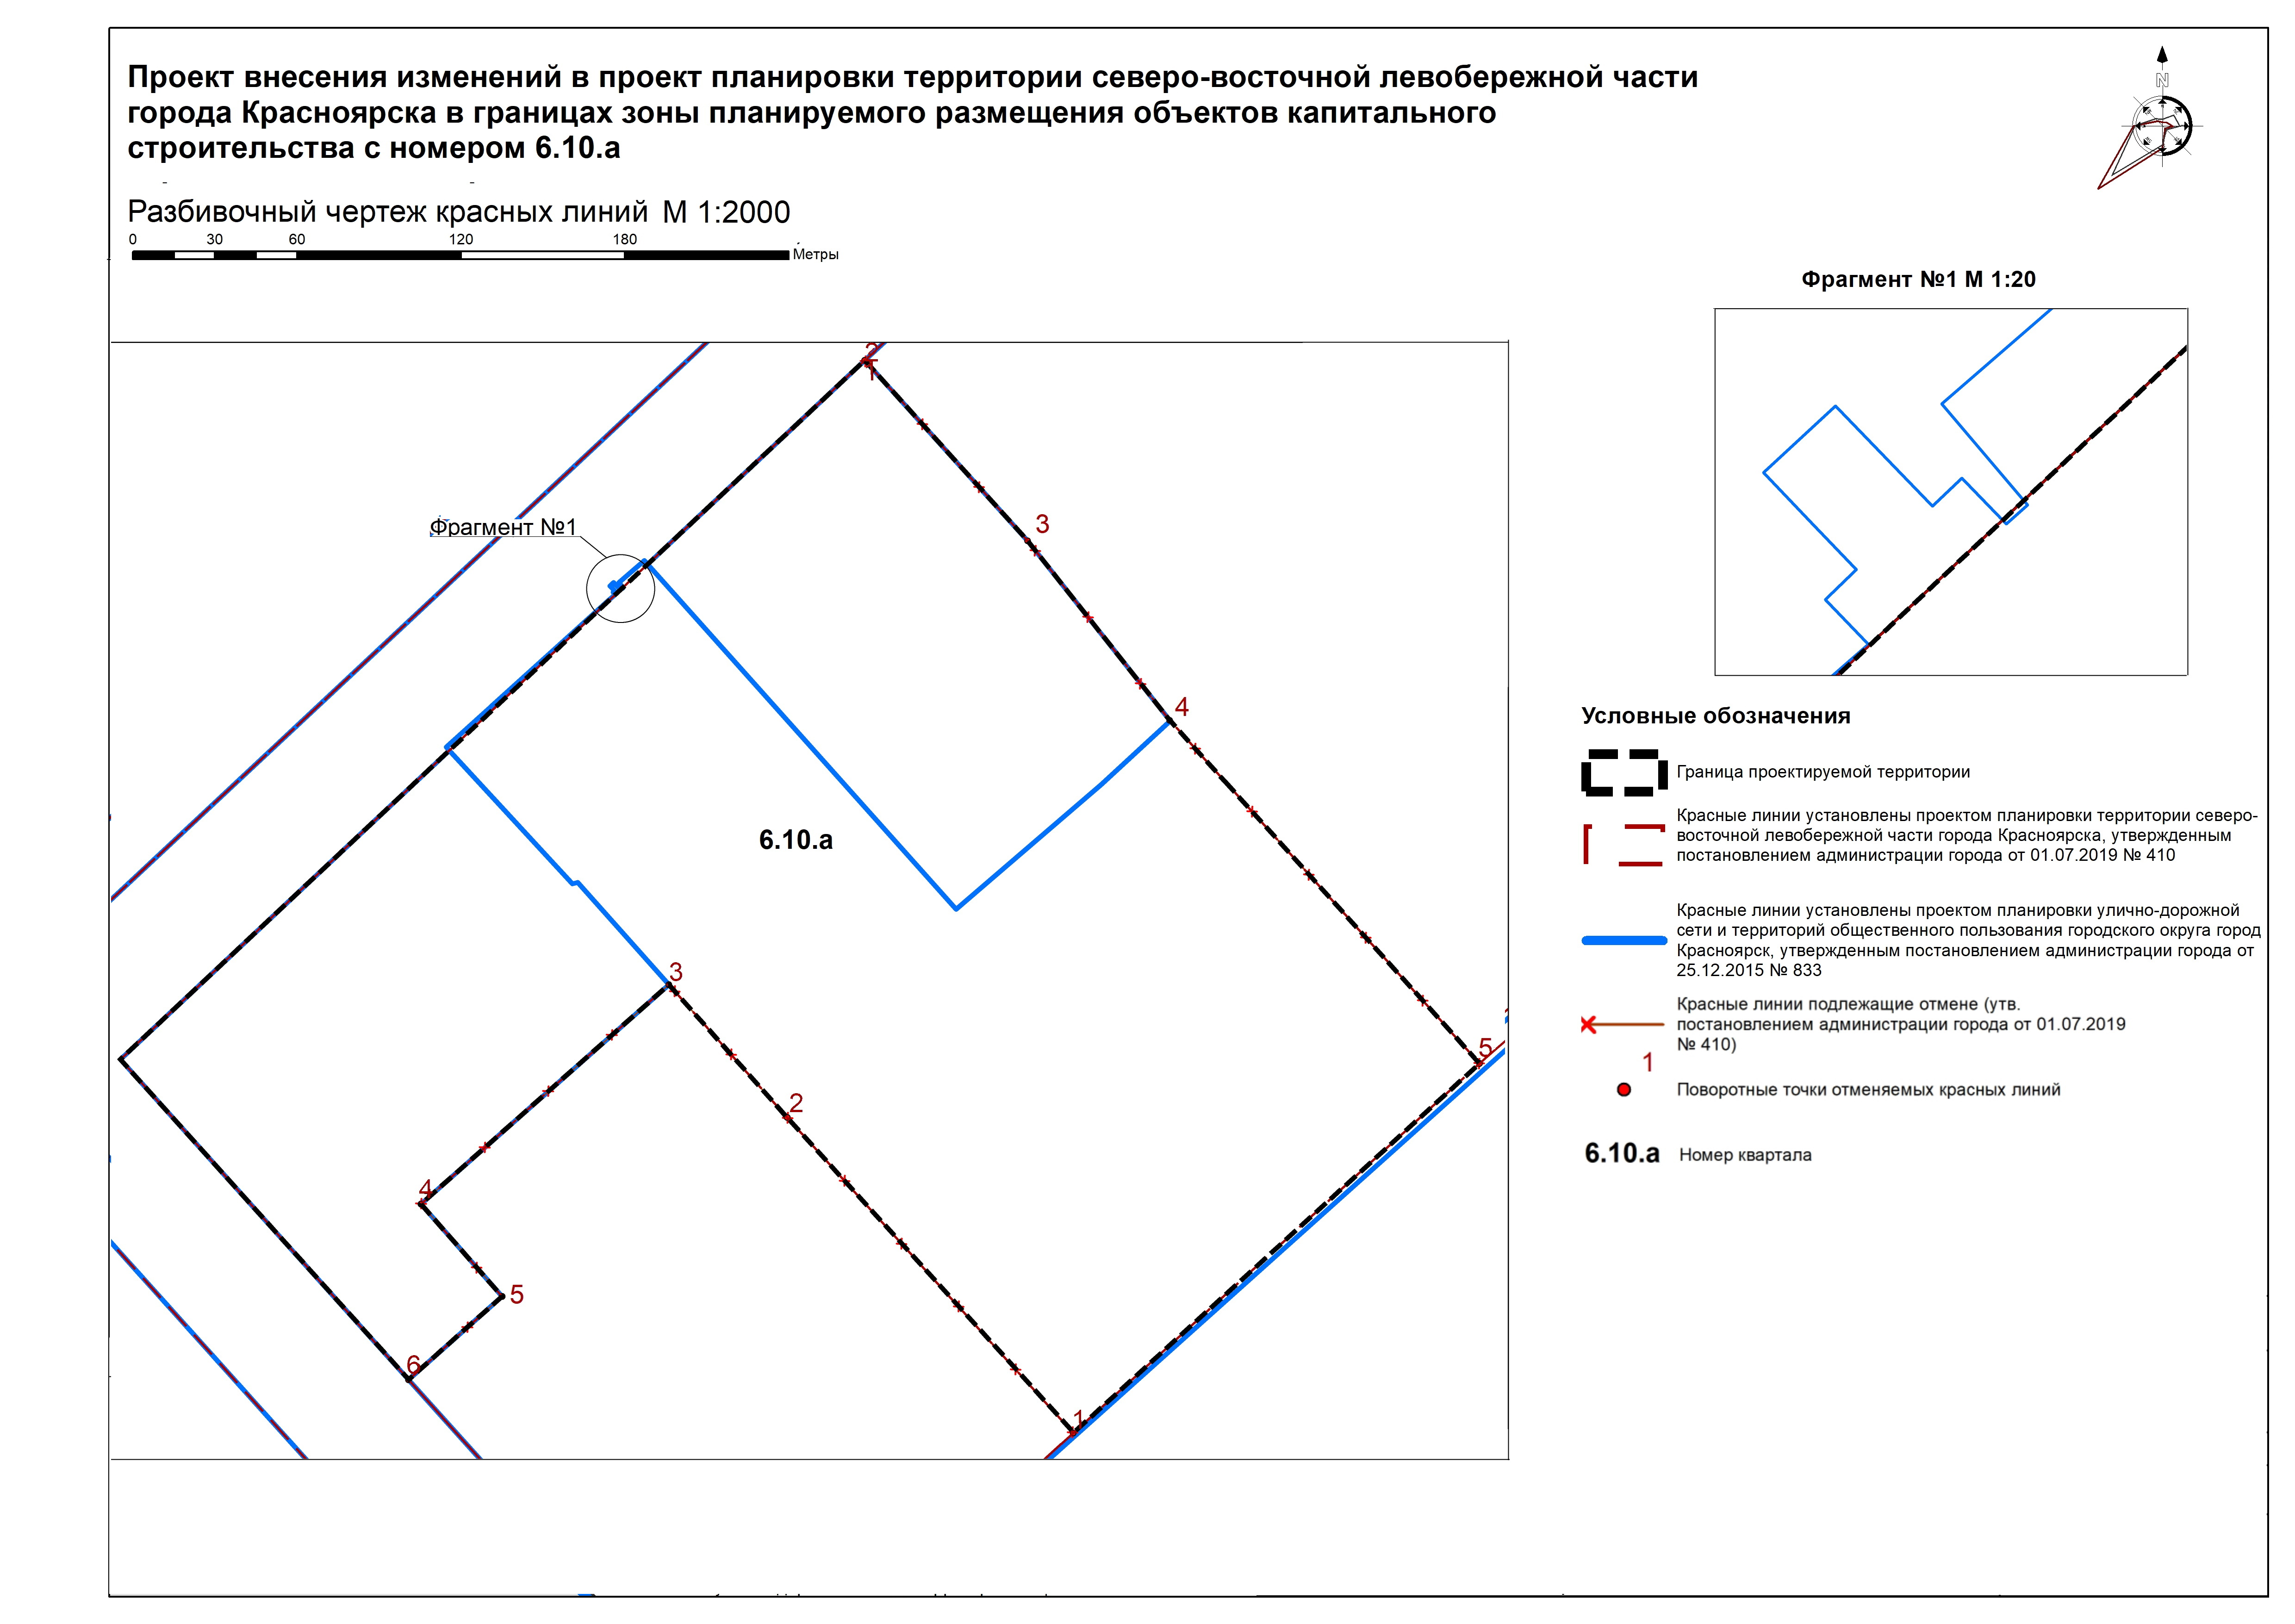 Проект внесения изменений в проект планировки территории северо-восточной левобережной части
города Красноярска в границах зоны планируемого размещения объектов капитального
строительства с номером 6.10.а
N
Разбивочный чертеж красных линий М 1:2000
0 30 60 120 180
Метры
Фрагмент №1 М 1:20
2
1
Фрагмент №1
3
4
6.10.а
3
5
2
4
5
6
1
Условные обозначения
Граница проектируемой территории
Красные линии установлены проектом планировки территории северо-
восточной левобережной части города Красноярска, утвержденным
постановлением администрации города от 01.07.2019 № 410
Красные линии установлены проектом планировки улично-дорожной
сети и территорий общественного пользования городского округа город
Красноярск, утвержденным постановлением администрации города от
25.12.2015 № 833
Красные линии подлежащие отмене (утв.
постановлением администрации города от 01.07.2019
№ 410)
1
Поворотные точки отменяемых красных линий
6.10.а Номер квартала